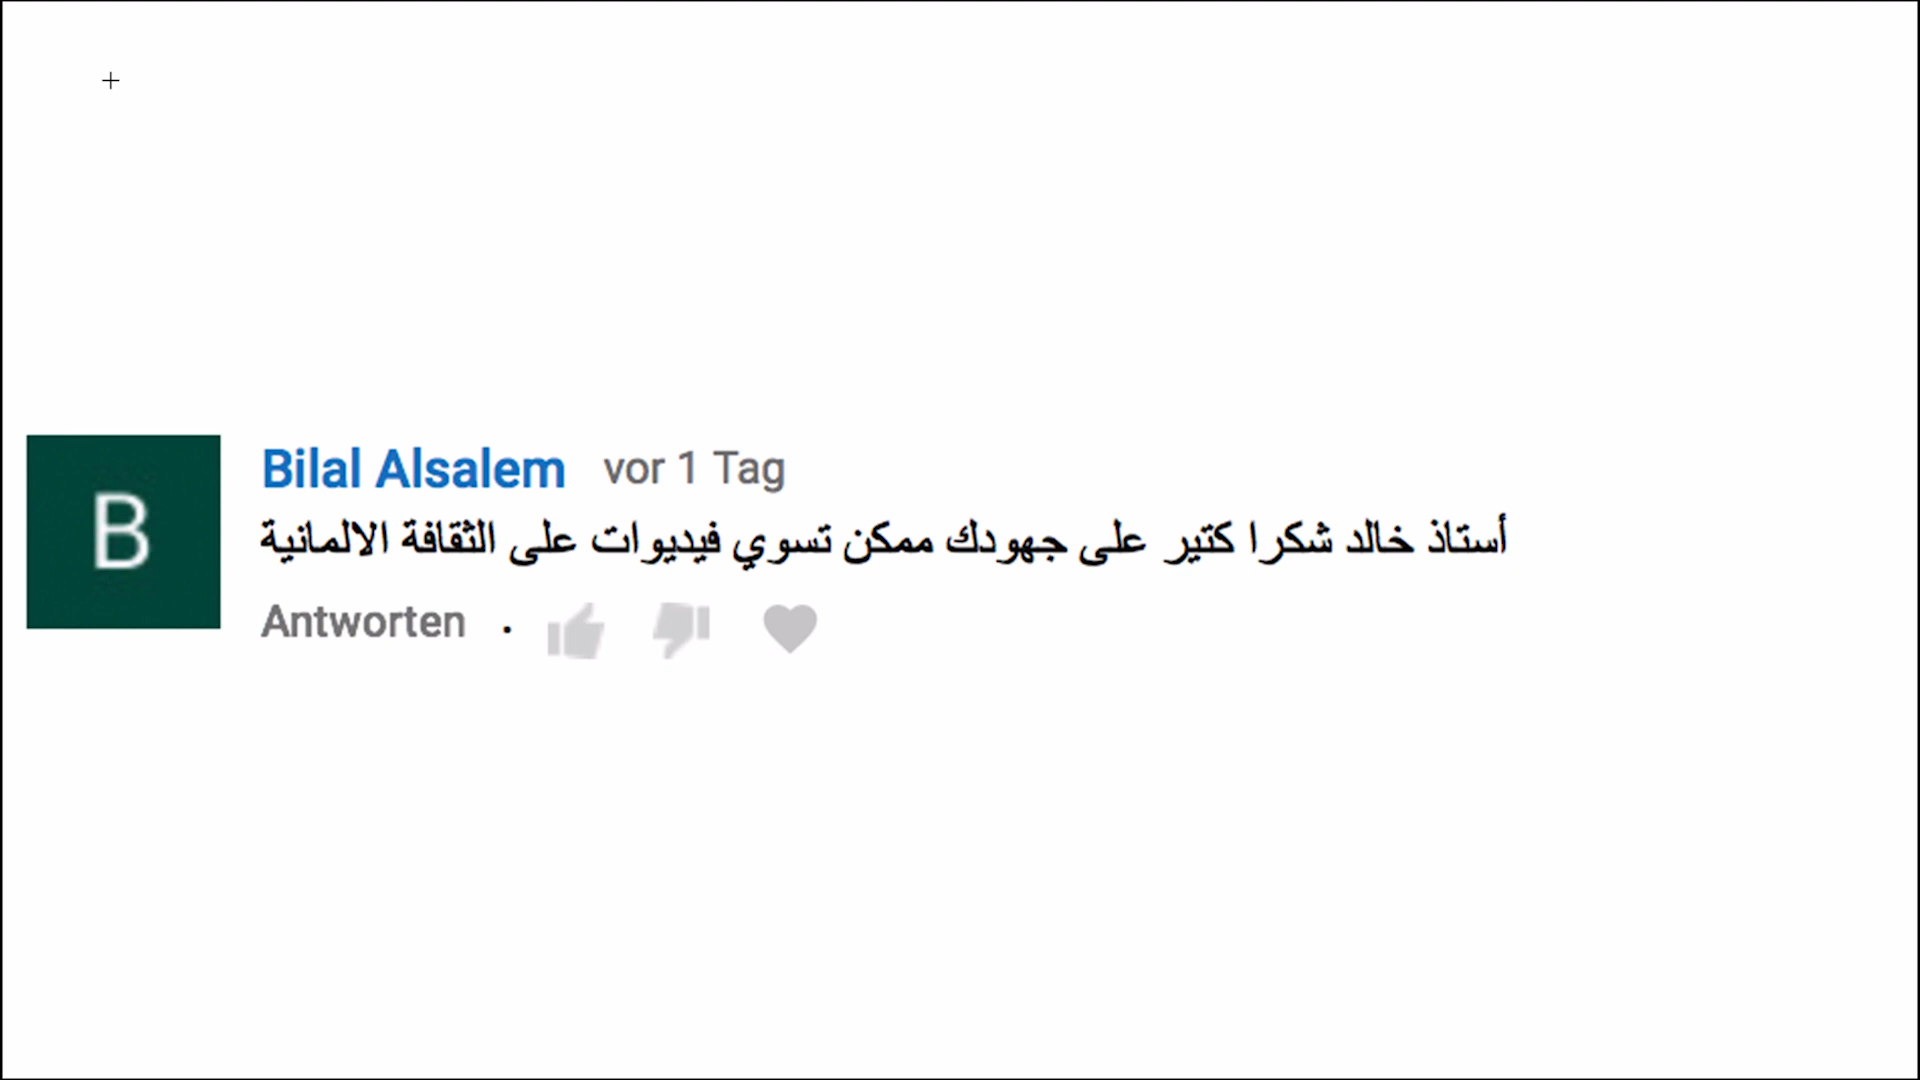 B
Bilal Alsalem vor 1 Tag
أستاذ خالد شكرا كتير على جهودك ممكن تسوي فيديوات على الثقافة الالمانية
Antworten .